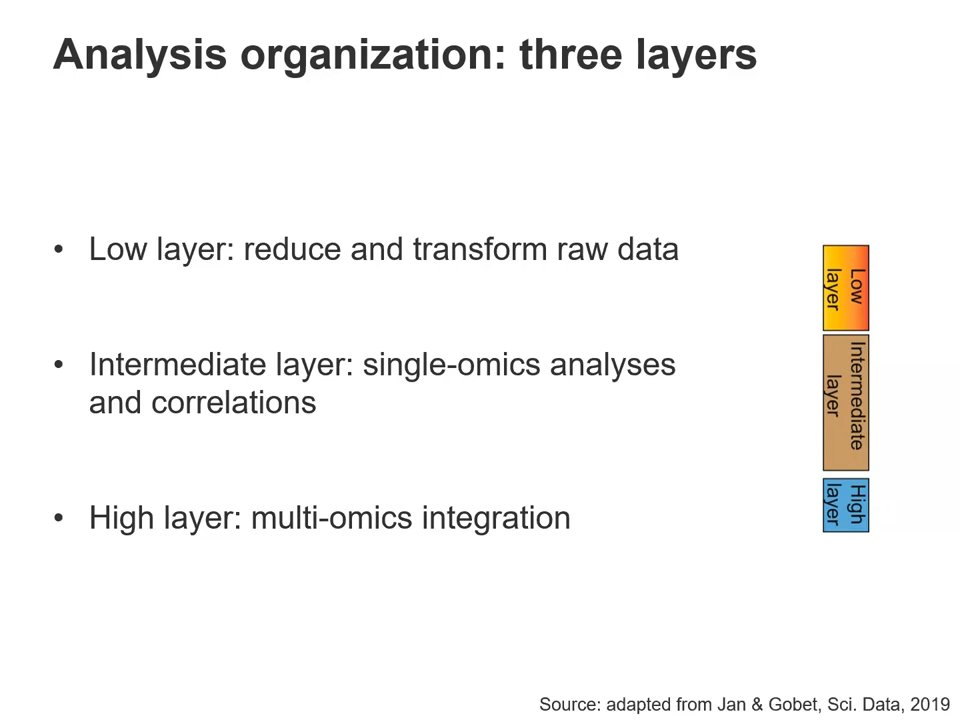 Analysis organization: three layers
• Low layer: reduce and transform raw data
• Intermediate layer: single-omics analyses
and correlations
• High layer: multi-omics integration
Low
layer
Intermediate
layer
High
layer
Source: adapted from Jan & Gobet, Sci. Data, 2019